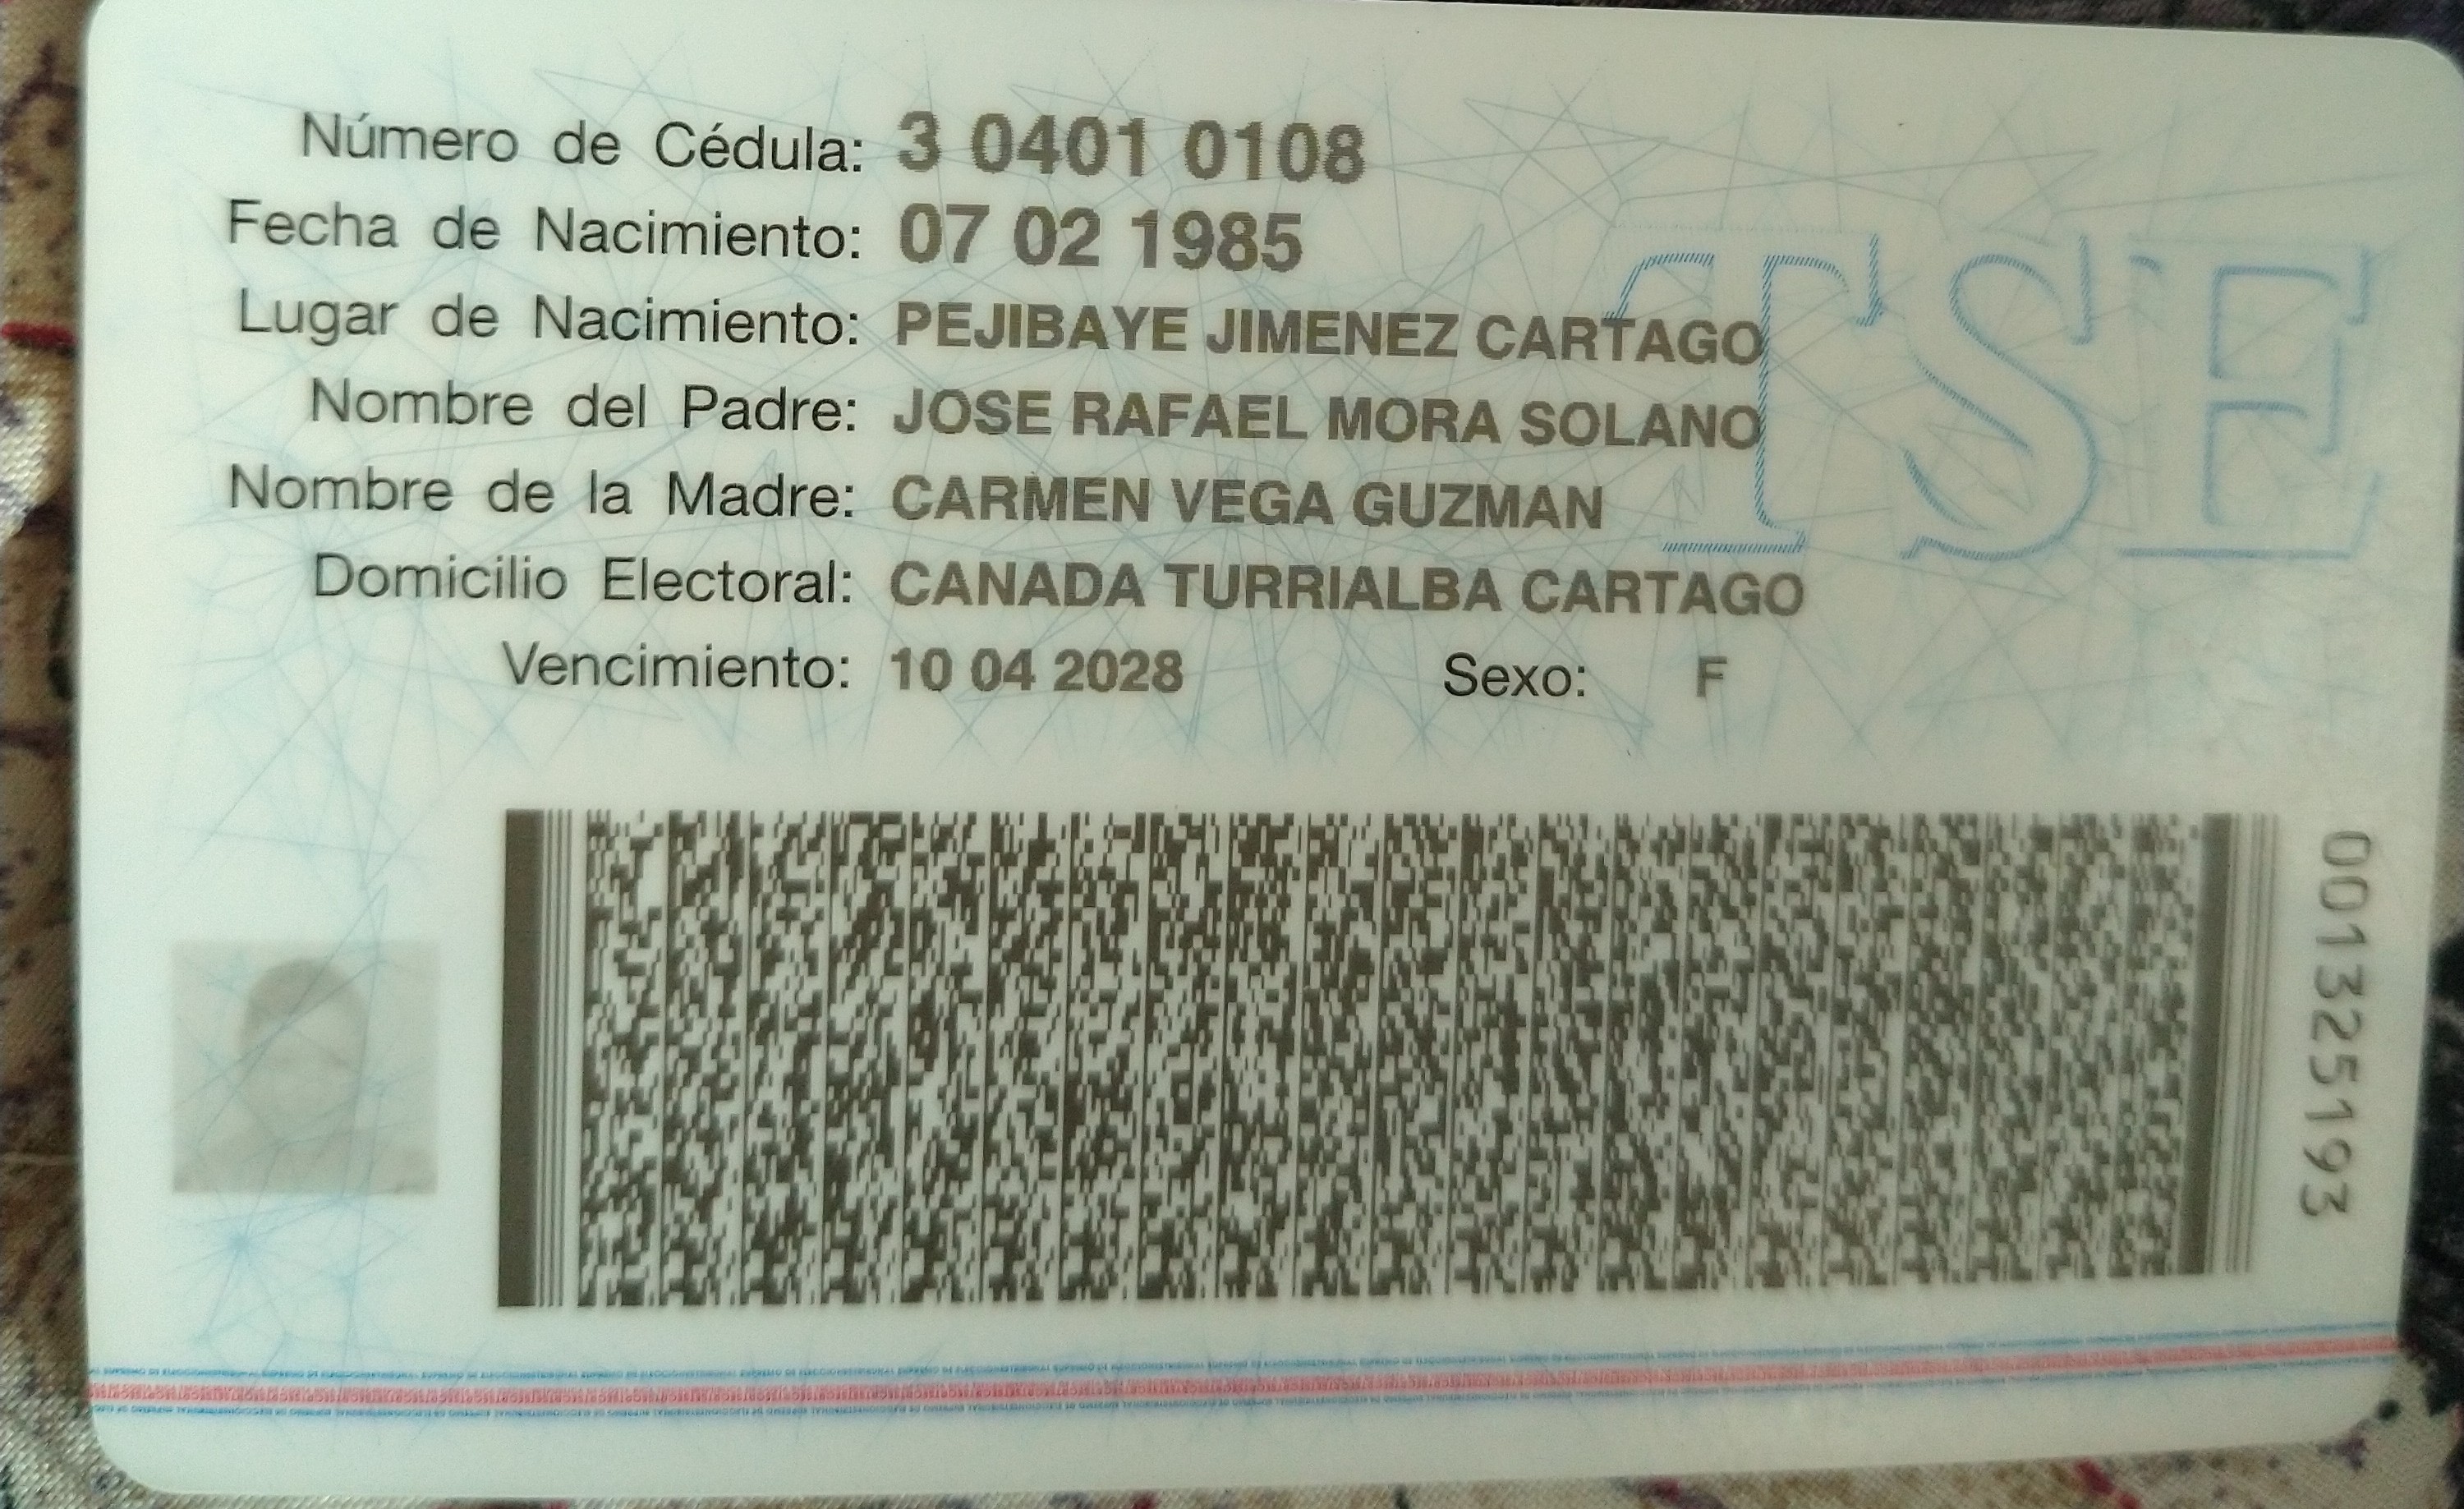 Número de Cédula: 3 0401 0108
Fecha de Nacimiento: 07 02 1985
Lugar de Nacimiento: PEJIBAYE JIMENEZ CARTAGO
Nombre del Padre: JOSE RAFAEL MORA SOLANO
Nombre de la Madre: CARMEN VEGA GUZMAN
Domicilio Electoral: CANADA TURRIALBA CARTAGO
Vencimiento: 10 04 2028 Sexo: F
TSE
001325193